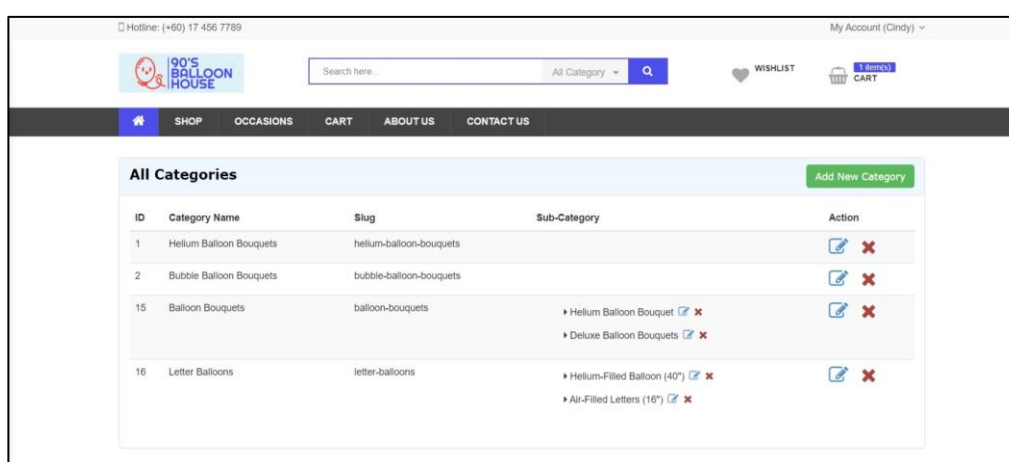 Hotline: (+60) 17 456 7789
My Account (Cindy)
90'S
BALLOON
HOUSE
Search here...
All Category
WISHLIST
1 item(s)
CART
SHOP OCCASIONS CART ABOUT US CONTACT US
All Categories
Add New Category
ID Category Name Slug Sub-Category Action
1 Helium Balloon Bouquets helium-balloon-bouquets
2 Bubble Balloon Bouquets bubble-balloon-bouquets
15 Balloon Bouquets balloon-bouquets
Helium Balloon Bouquet
Deluxe Balloon Bouquets
16 Letter Balloons letter-balloons
Helium-Filled Balloon (40")
Air-Filled Letters (16")